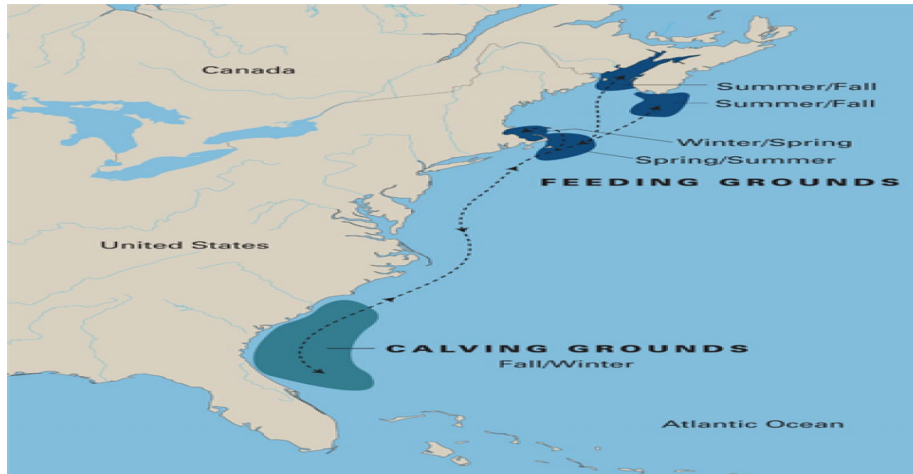 Canada
Summer/Fall
Summer/Fall
Winter/Spring
Spring/Summer
FEEDING GROUNDS
United States
CALVING GROUNDS
Fall/Winter
Atlantic Ocean